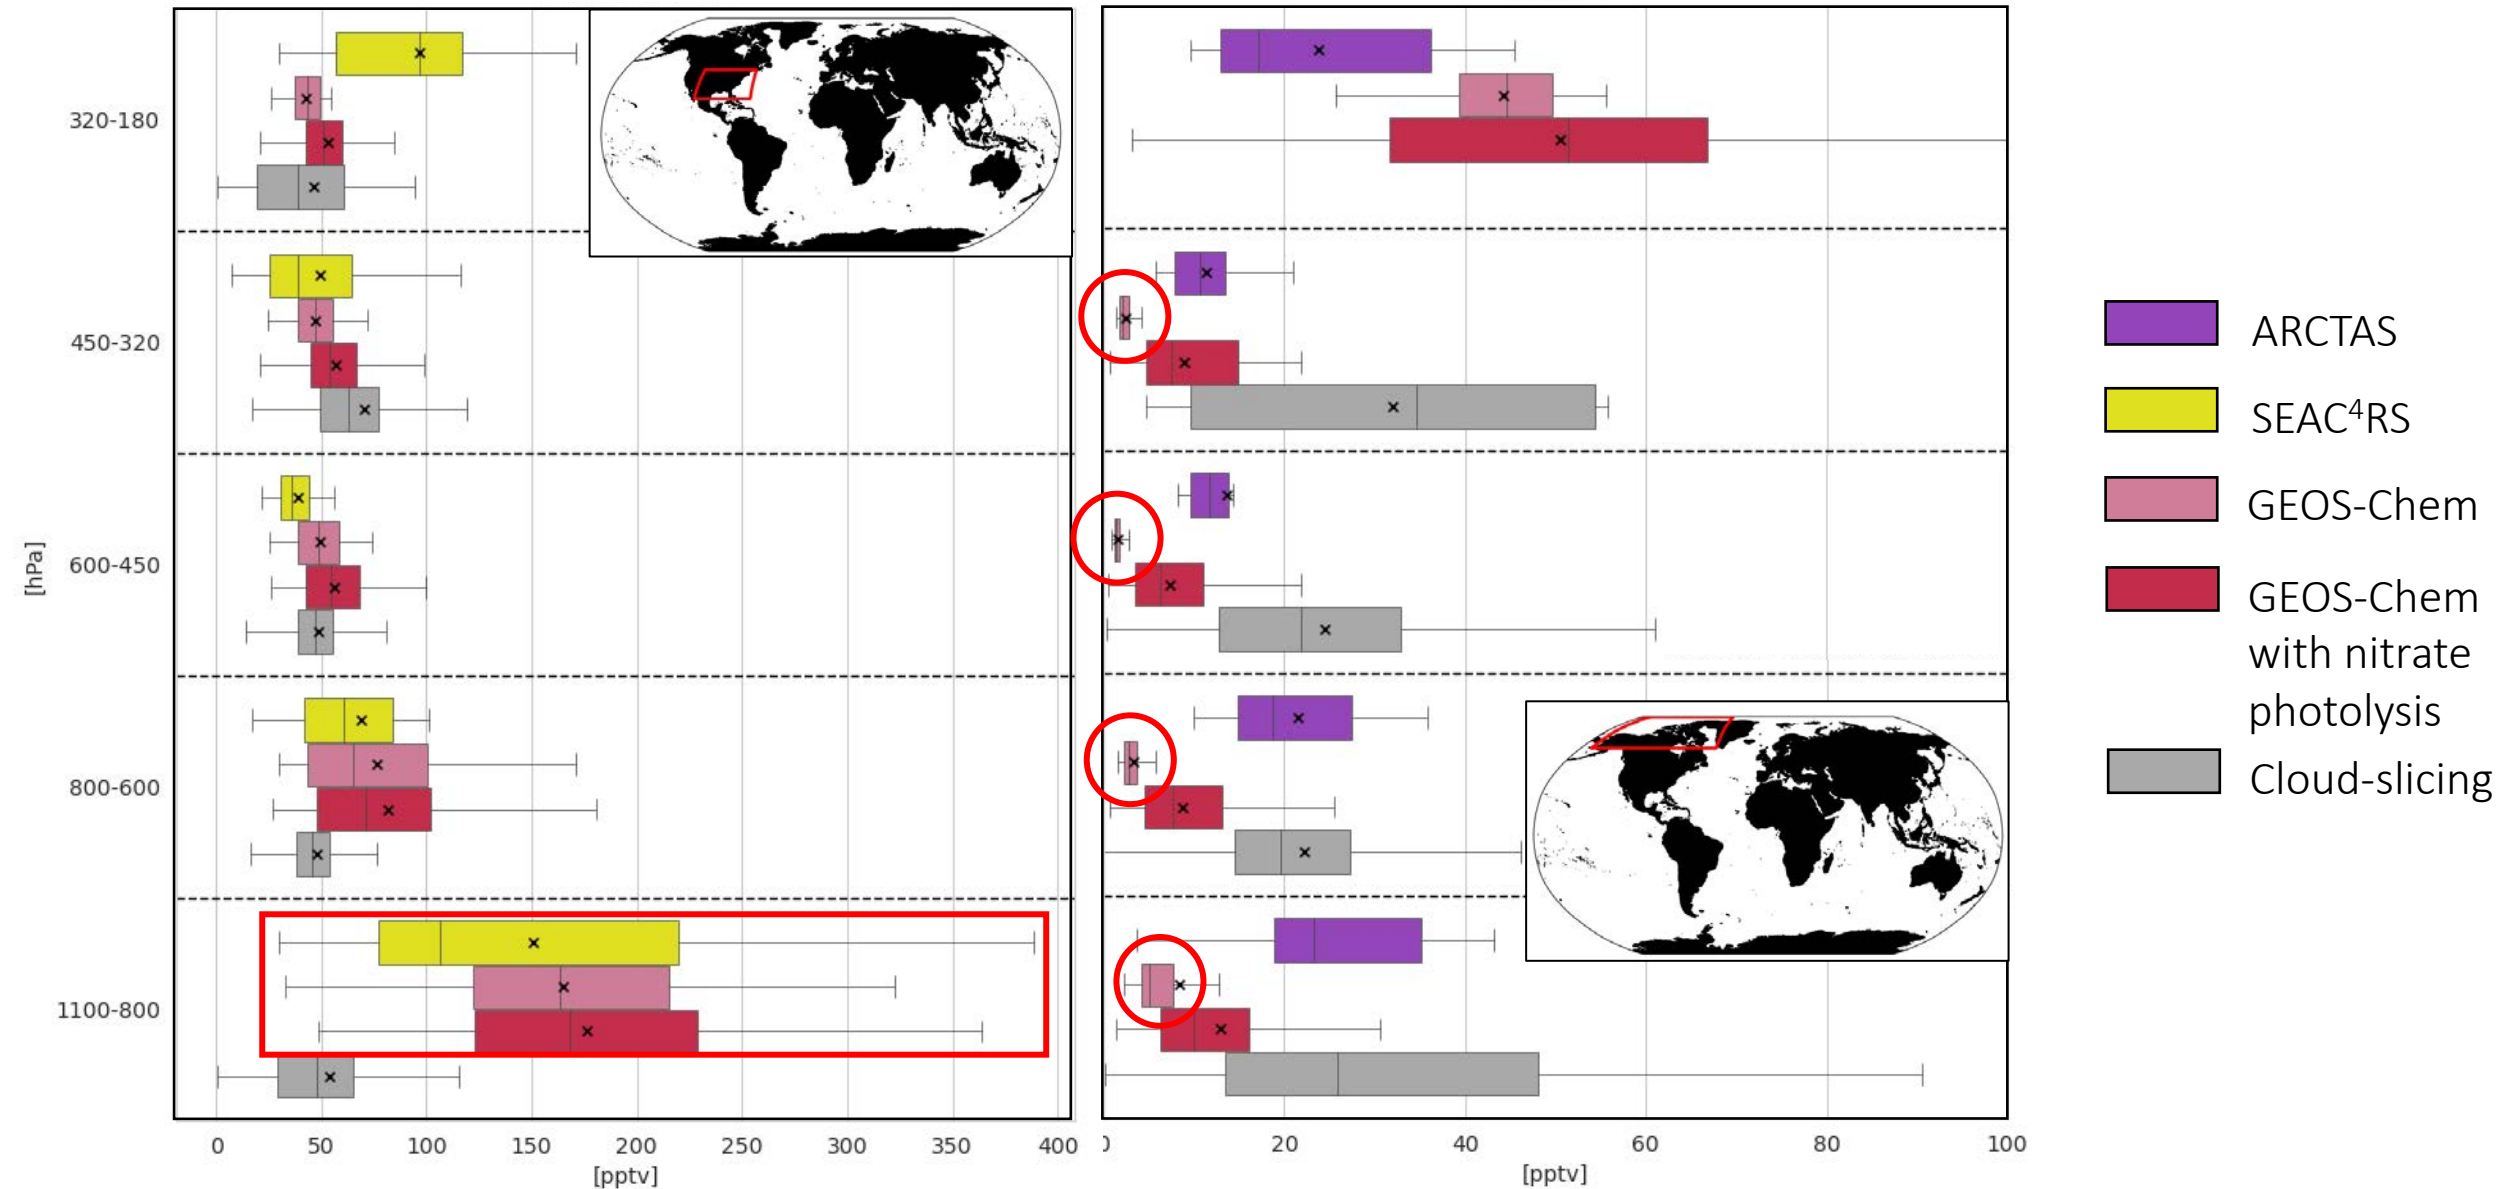 320-180
450-320
600-450
[hPa]
800-600
1100-800
0 50 100 150 200 250 300 350 400
[pptv]
0 20 40 60 80 100
[pptv]
ARCTAS
SEAC⁴RS
GEOS-Chem
GEOS-Chem
with nitrate
photolysis
Cloud-slicing